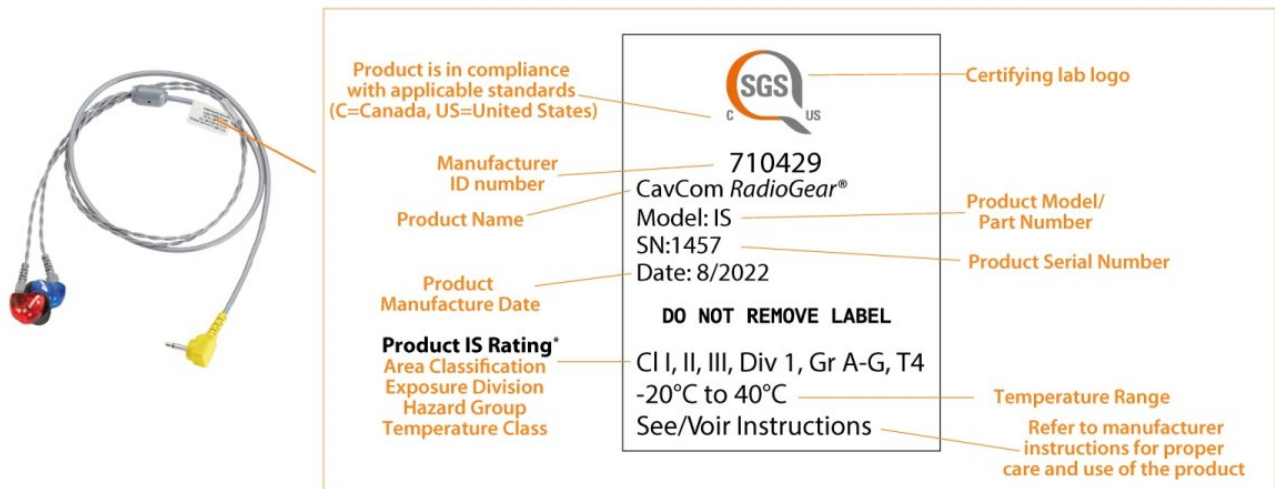 Product is in compliance
with applicable standards
(C=Canada, US=United States)
SGS
C
US
Certifying lab logo
Manufacturer
ID number
710429
Product Name
CavCom RadioGear®
Model: IS
Product Model/
Part Number
SN:1457
Product Serial Number
Product
Manufacture Date
Date: 8/2022
DO NOT REMOVE LABEL
Product IS Rating*
Area Classification
Exposure Division
Hazard Group
Temperature Class
Cl I, II, III, Div 1, Gr A-G, T4
-20°C to 40°C
Temperature Range
See/Voir Instructions
Refer to manufacturer
instructions for proper
care and use of the product